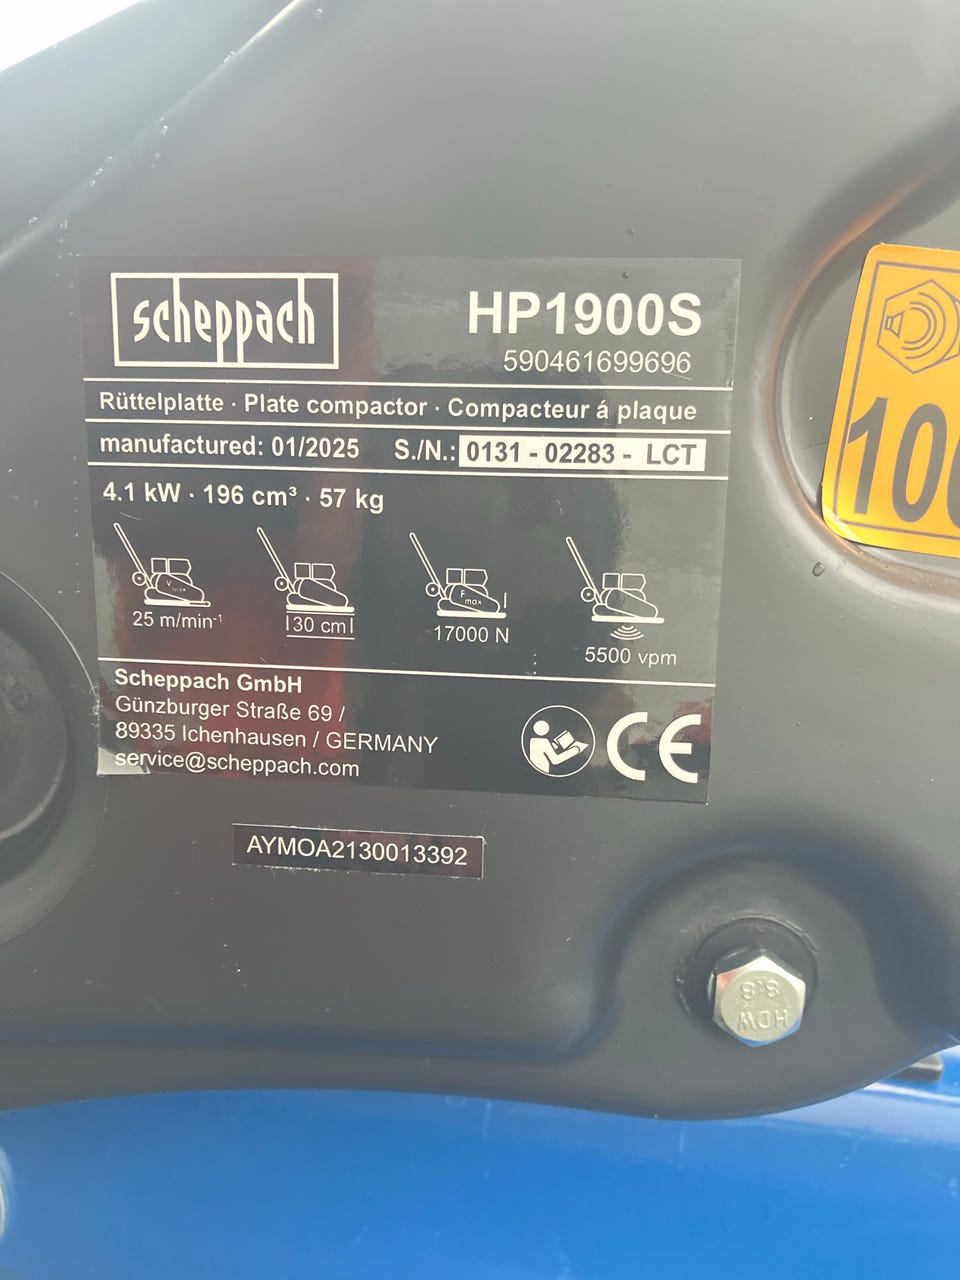 scheppach
HP1900S
590461699696
Rüttelplatte · Plate compactor · Compacteur á plaque
manufactured: 01/2025 S./N.: 0131 - 02283 - LCT
4.1 kW · 196 cm³ · 57 kg
25 m/min⁻¹
30 cm
F max
17000 N
5500 vpm
Scheppach GmbH
Günzburger Straße 69 /
89335 Ichenhausen / GERMANY
service@scheppach.com
CE
AYMOA2130013392
8.8
HDW